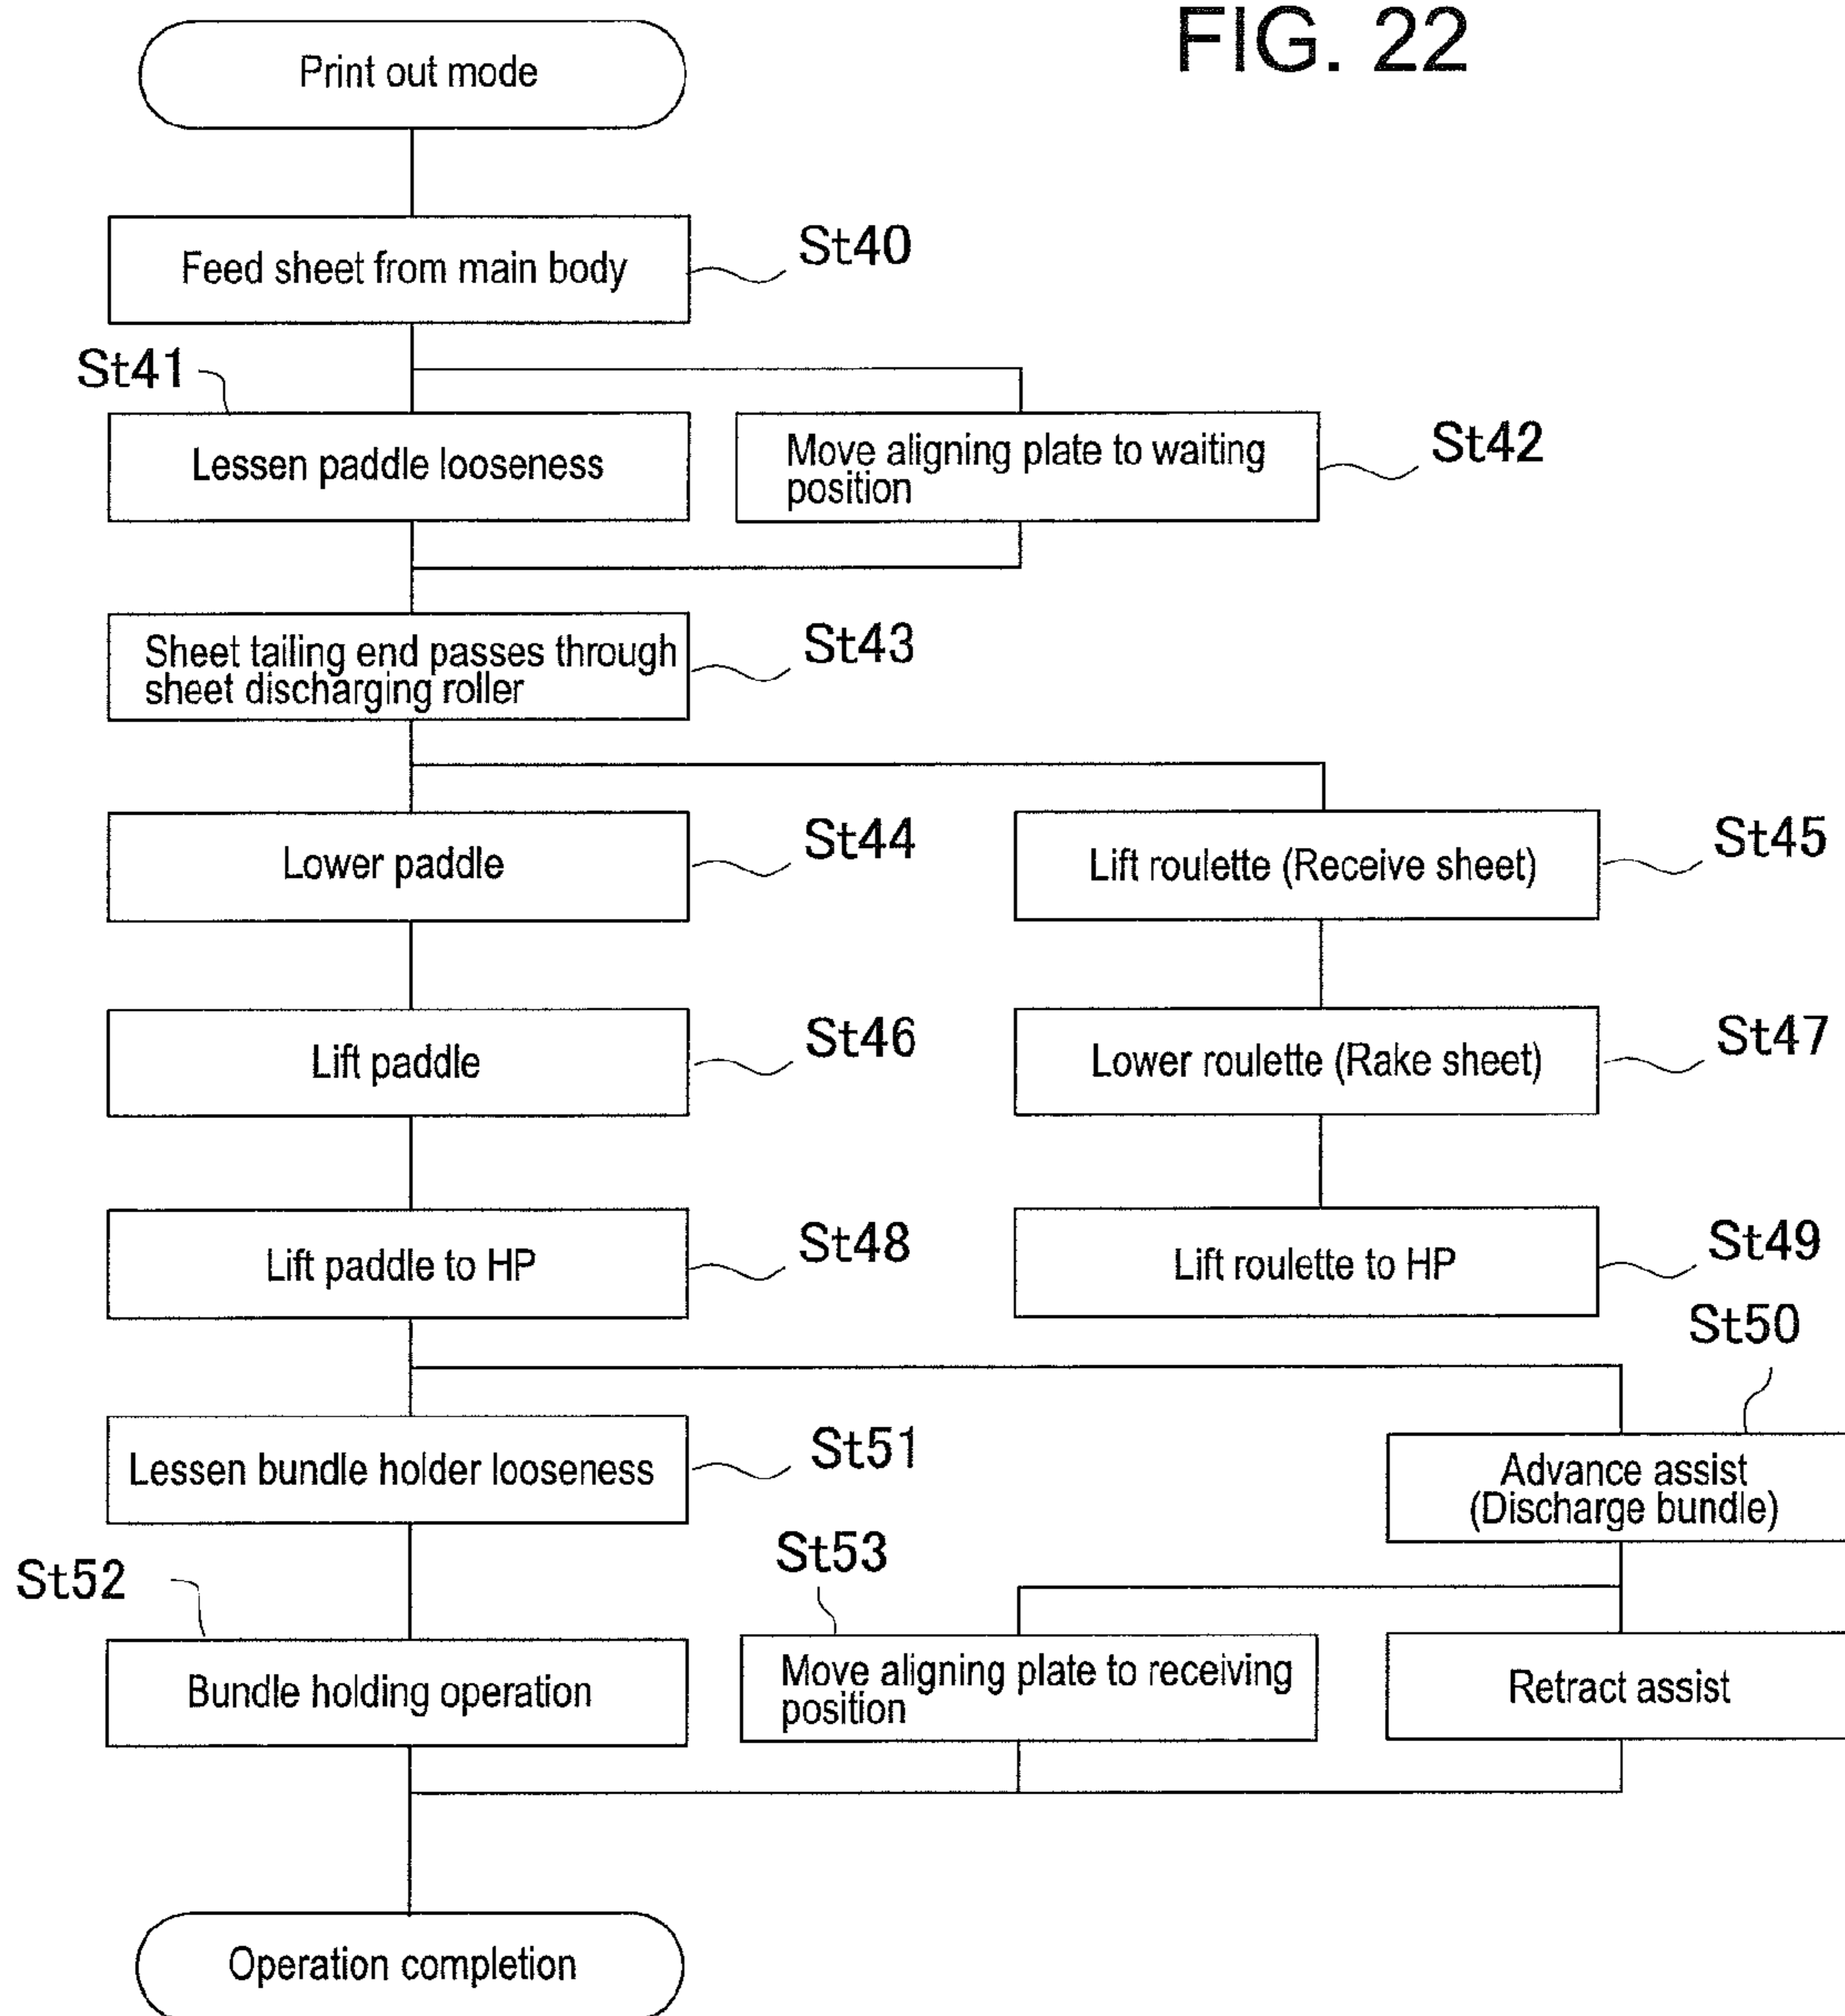 FIG. 22
Print out mode
Feed sheet from main body
St40
St41
Lessen paddle looseness
Move aligning plate to waiting
position
St42
Sheet tailing end passes through
sheet discharging roller
St43
Lower paddle
St44
Lift roulette (Receive sheet)
St45
Lift paddle
St46
Lower roulette (Rake sheet)
St47
Lift paddle to HP
St48
Lift roulette to HP
St49
St50
Lessen bundle holder looseness
St51
Advance assist
(Discharge bundle)
St52
St53
Bundle holding operation
Move aligning plate to receiving
position
Retract assist
Operation completion